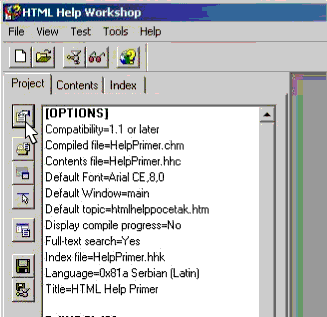 HTML Help Workshop
File View Test Tools Help
Project Contents Index
[OPTIONS]
Compatibility=1.1 or later
Compiled file=HelpPrimer.chm
Contents file=HelpPrimer.hhc
Default Font=Arial CE,8,0
Default Window=main
Default topic=htmlhelppocetak.htm
Display compile progress=No
Full-text search=Yes
Index file=HelpPrimer.hhk
Language=0x81a Serbian (Latin)
Title=HTML Help Primer